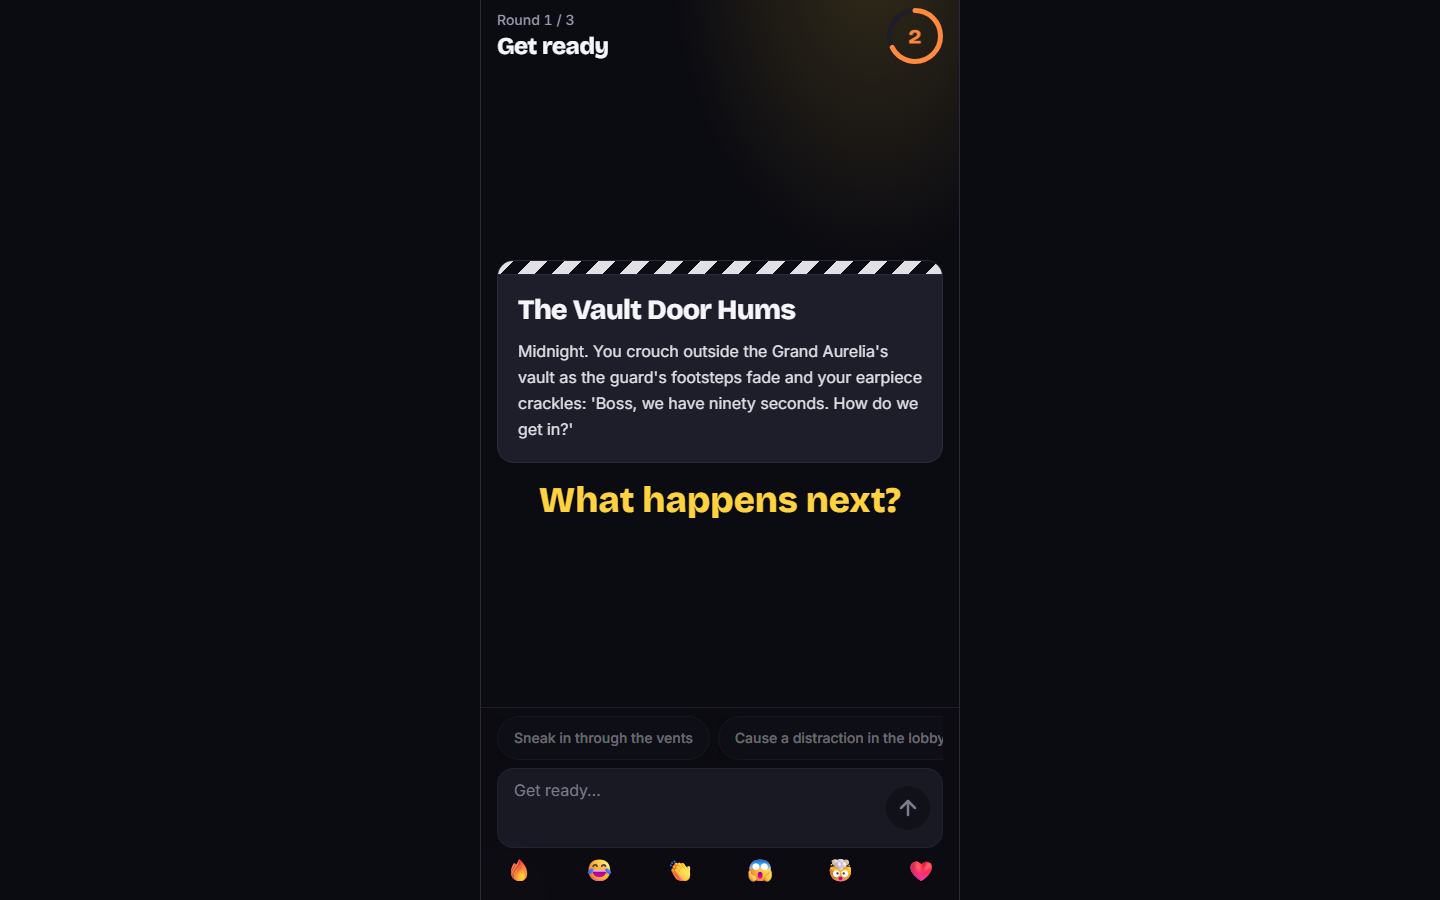 Round 1 / 3
Get ready
2
The Vault Door Hums
Midnight. You crouch outside the Grand Aurelia's
vault as the guard's footsteps fade and your earpiece
crackles: 'Boss, we have ninety seconds. How do we
get in?'
What happens next?
Sneak in through the vents
Cause a distraction in the lobby
Get ready...